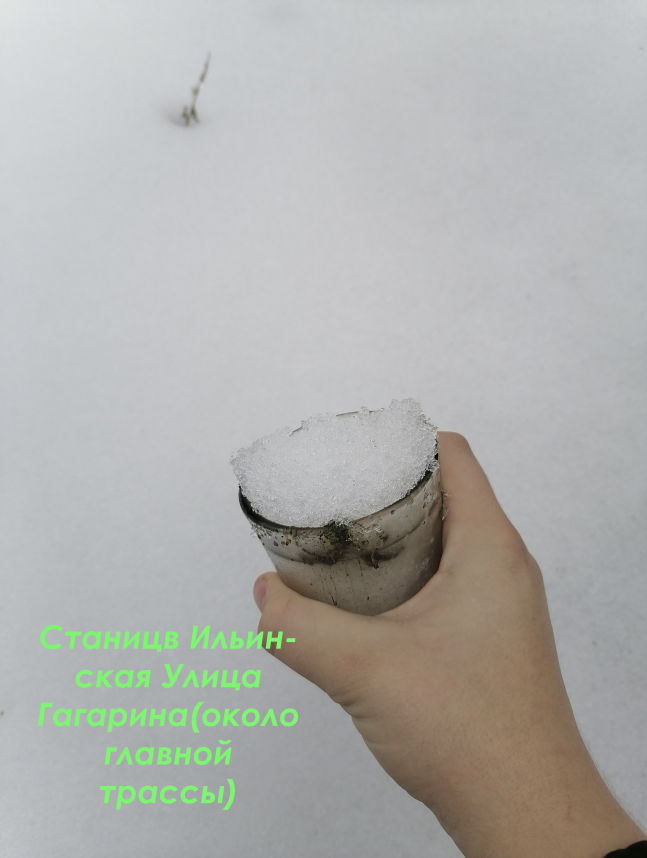 Станицв Ильин-
ская Улица
Гагарина(около
главной
трассы)